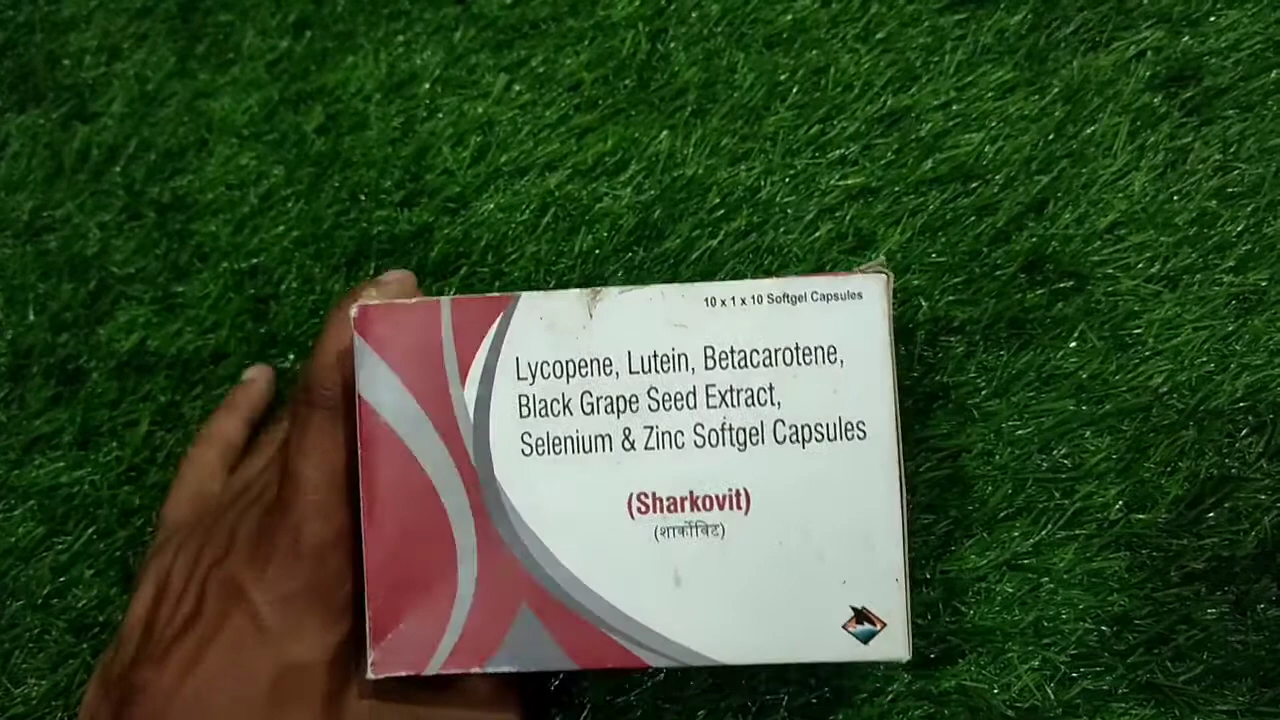 10 x 1 x 10 Softgel Capsules
Lycopene, Lutein, Betacarotene,
Black Grape Seed Extract,
Selenium & Zinc Softgel Capsules
(Sharkovit)
(शार्कोविट)